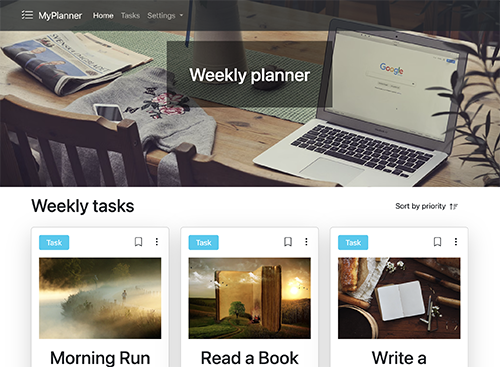 MyPlanner Home Tasks Settings
Google
Weekly planner
Weekly tasks
Sort by priority
Task Task Task
Morning Run Read a Book Write a